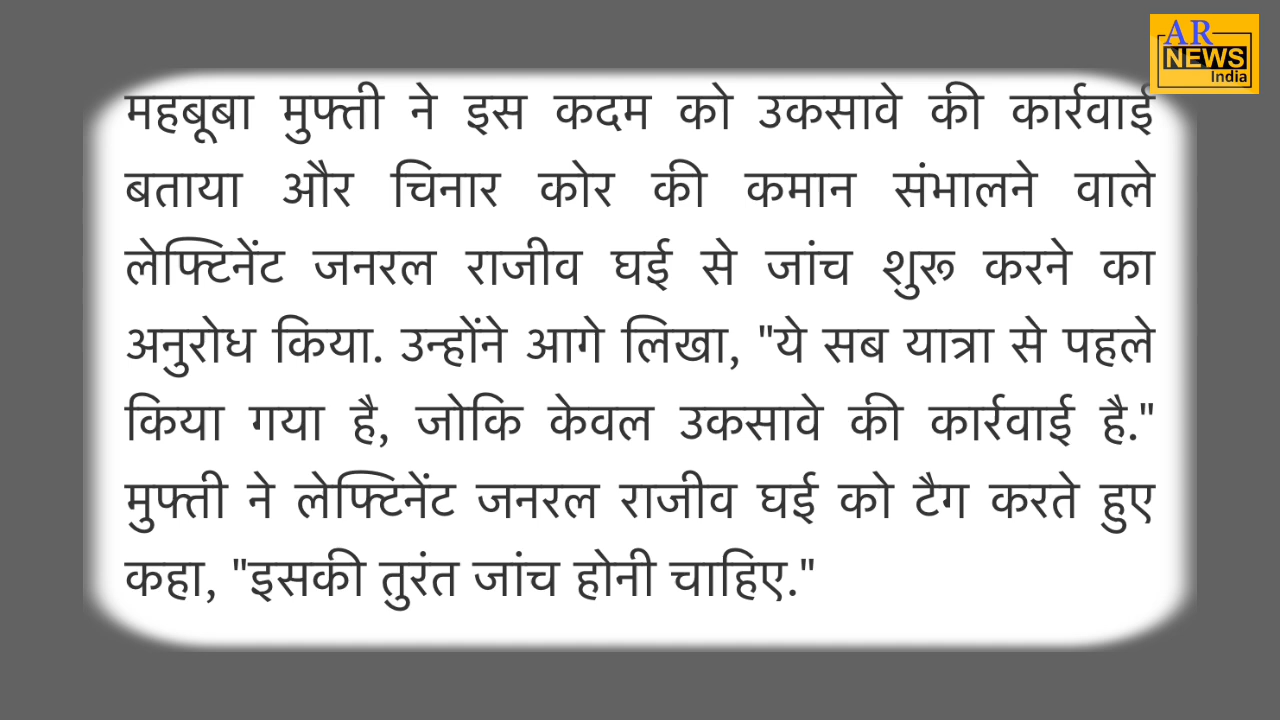 AR
NEWS
India
महबूबा मुफ्ती ने इस कदम को उकसावे की कार्रवाई
बताया और चिनार कोर की कमान संभालने वाले
लेफ्टिनेंट जनरल राजीव घई से जांच शुरू करने का
अनुरोध किया. उन्होंने आगे लिखा, "ये सब यात्रा से पहले
किया गया है, जोकि केवल उकसावे की कार्रवाई है."
मुफ्ती ने लेफ्टिनेंट जनरल राजीव घई को टैग करते हुए
कहा, "इसकी तुरंत जांच होनी चाहिए."